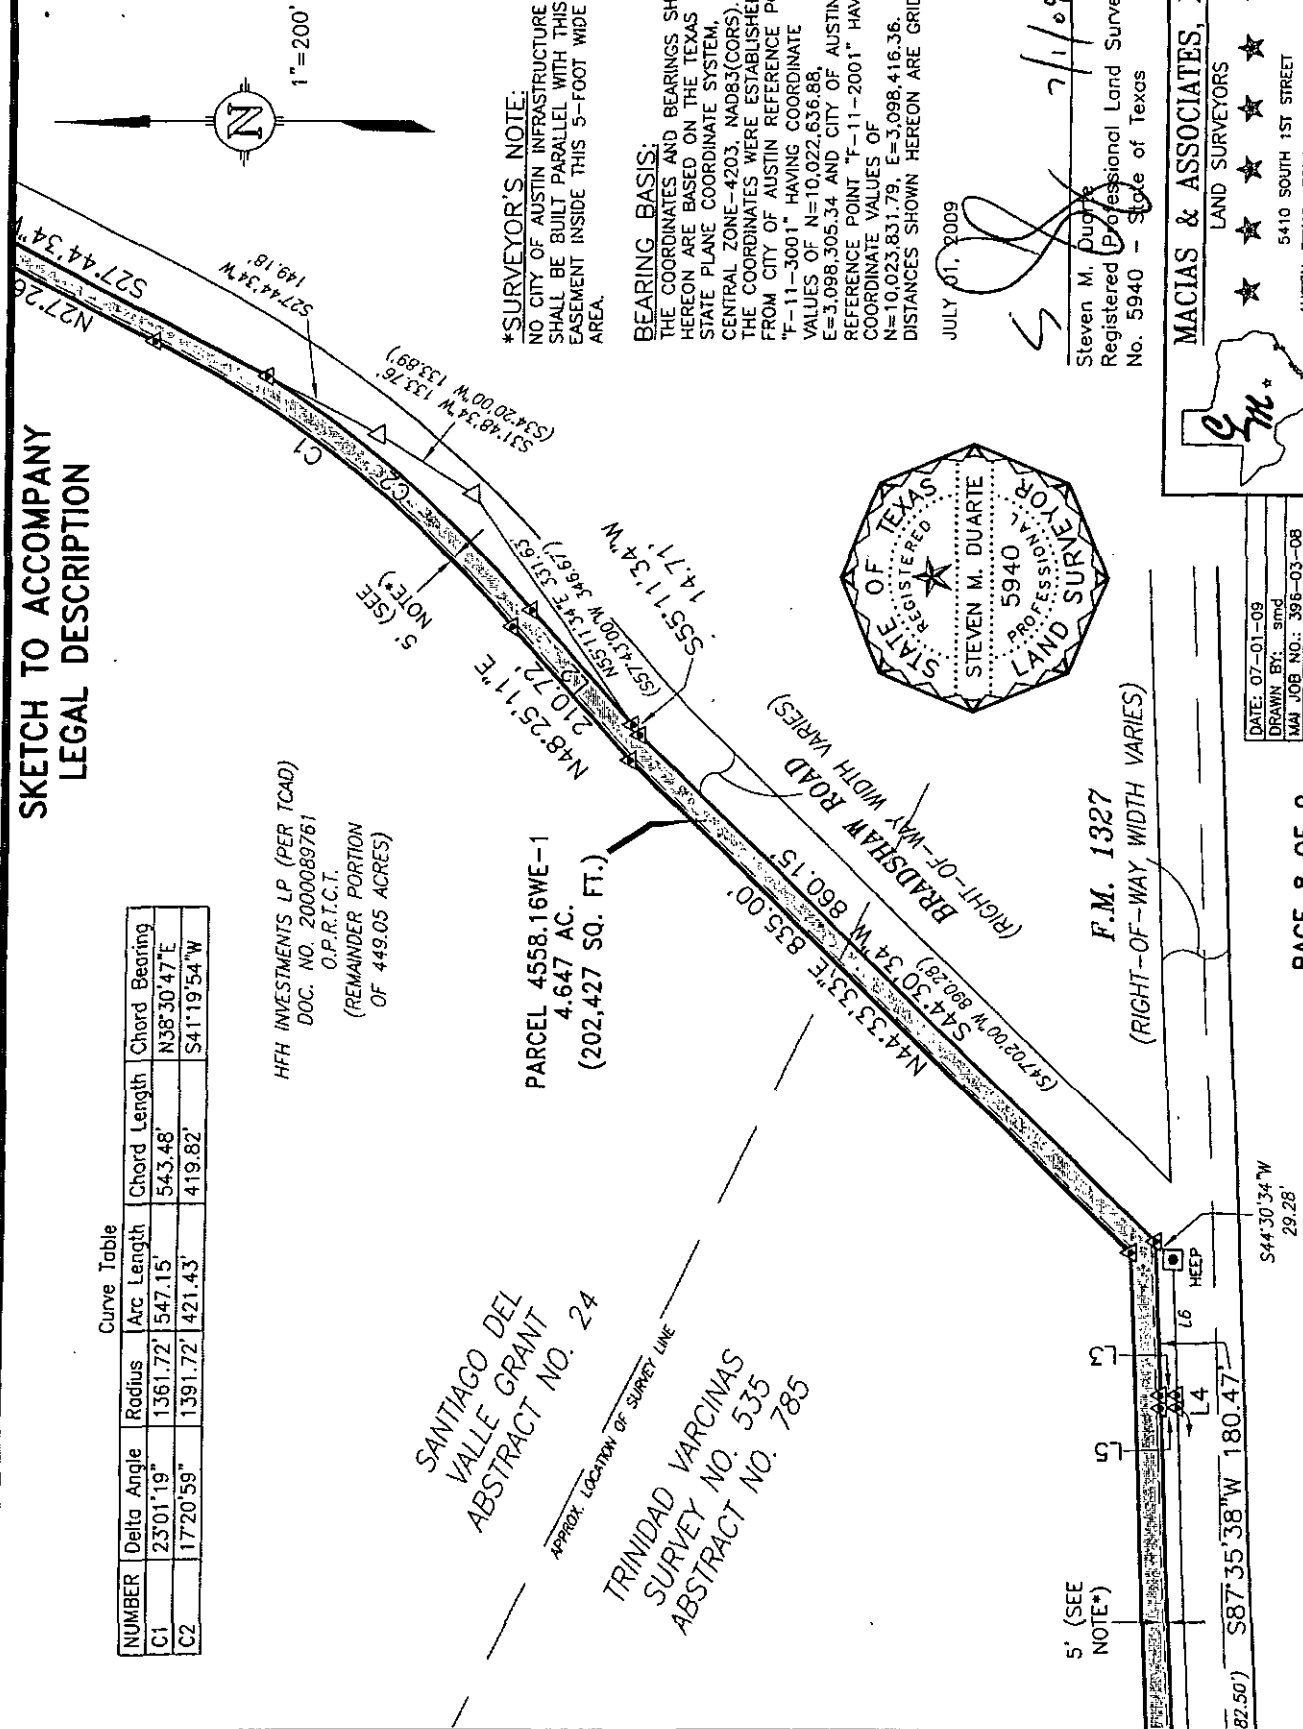 SKETCH TO ACCOMPANY
LEGAL DESCRIPTION
Curve Table
NUMBER Delta Angle Radius Arc Length Chord Length Chord Bearing
C1 23°01'19" 1361.72' 547.15' 543.48' N38°30'47"E
C2 17°20'59" 1391.72' 421.43' 419.82' S41°19'54"W
HFH INVESTMENTS LP (PER TCAD)
DOC. NO. 2000089761
O.P.R.T.C.T.
(REMAINDER PORTION
OF 449.05 ACRES)
N
1"=200'
S27°44'34"W
N27°26
S27°44'34"W
149.18'
C1
C2
S31°48'34"W 133.76'
(S34°20'00"W 133.89')
5' (SEE
NOTE*)
N55°11'34"E 331.63'
(S57°43'00"W 346.67')
S55°11'34"W
14.71'
N48°25'11"E
210.72'
PARCEL 4558.16WE-1
4.647 AC.
(202,427 SQ. FT.)
N44°33'33"E 835.00'
S44°30'34"W 860.15'
(S47°02'00"W 890.28')
BRADSHAW ROAD
(RIGHT-OF-WAY WIDTH VARIES)
F.M. 1327
(RIGHT-OF-WAY WIDTH VARIES)
SANTIAGO DEL
VALLE GRANT
ABSTRACT NO. 24
APPROX. LOCATION OF SURVEY LINE
TRINIDAD VARCINAS
SURVEY NO. 535
ABSTRACT NO. 785
5' (SEE
NOTE*)
L3
L5
L4
L6
HEEP
S44°30'34"W
29.28'
82.50')
S87°35'38"W 180.47'
*SURVEYOR'S NOTE:
NO CITY OF AUSTIN INFRASTRUCTURE
SHALL BE BUILT PARALLEL WITH THIS
EASEMENT INSIDE THIS 5-FOOT WIDE
AREA.
BEARING BASIS:
THE COORDINATES AND BEARINGS SH
HEREON ARE BASED ON THE TEXAS
STATE PLANE COORDINATE SYSTEM,
CENTRAL ZONE-4203, NAD83(CORS).
THE COORDINATES WERE ESTABLISHE
FROM CITY OF AUSTIN REFERENCE PO
"F-11-3001" HAVING COORDINATE
VALUES OF N=10,022,636.88,
E=3,098,305.34 AND CITY OF AUSTIN
REFERENCE POINT "F-11-2001" HAV
COORDINATE VALUES OF
N=10,023,831.79, E=3,098,416.36.
DISTANCES SHOWN HEREON ARE GRID
JULY 01, 2009
7/1/09
Steven M. Duarte
Registered Professional Land Surve
No. 5940 - State of Texas
STATE OF TEXAS
REGISTERED
STEVEN M. DUARTE
5940
PROFESSIONAL
LAND SURVEYOR
MACIAS & ASSOCIATES,
LAND SURVEYORS
5410 SOUTH 1ST STREET
DATE: 07-01-09
DRAWN BY: smd
MAI JOB NO.: 396-03-08